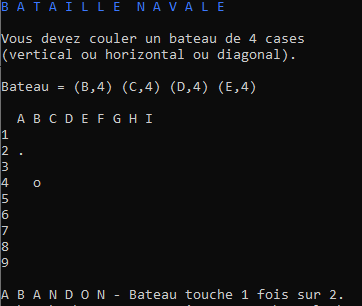 B A T A I L L E   N A V A L E
Vous devez couler un bateau de 4 cases
(vertical ou horizontal ou diagonal).
Bateau = (B,4) (C,4) (D,4) (E,4)
  A B C D E F G H I
1
2 .
3
4   o
5
6
7
8
9
A B A N D O N - Bateau touche 1 fois sur 2.